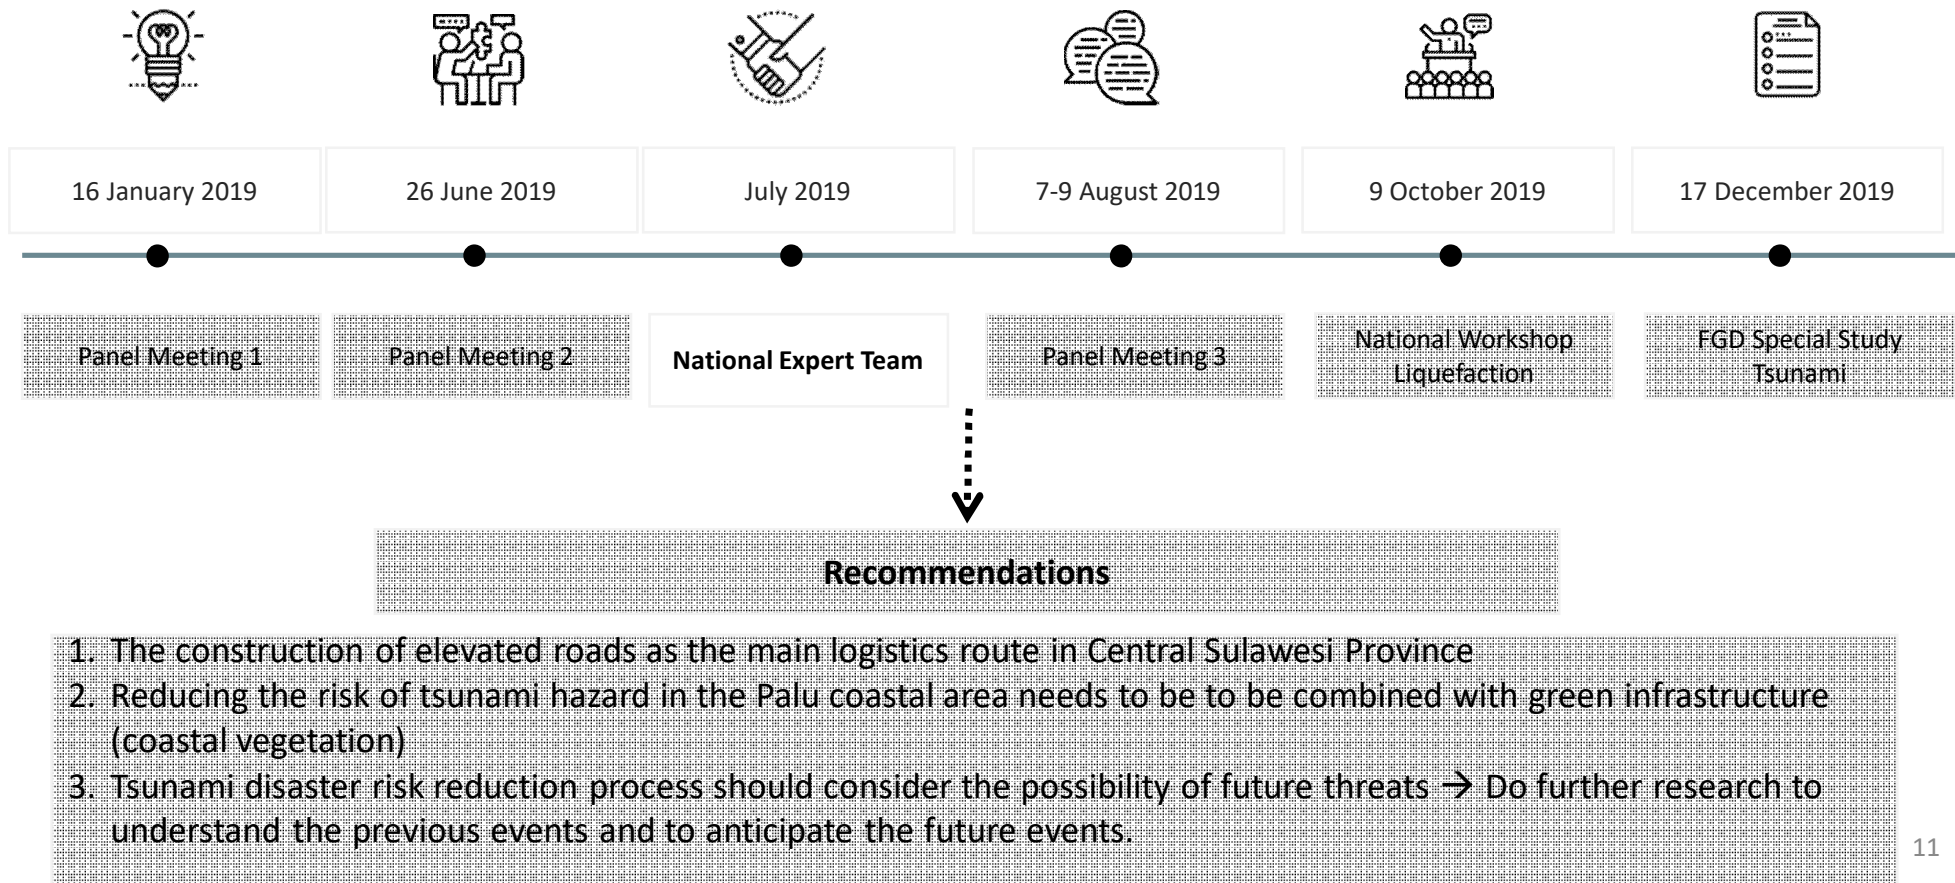 16 January 2019
26 June 2019
July 2019
7-9 August 2019
9 October 2019
17 December 2019
Panel Meeting 1
Panel Meeting 2
National Expert Team
Panel Meeting 3
National Workshop
Liquefaction
FGD Special Study
Tsunami
Recommendations
1. The construction of elevated roads as the main logistics route in Central Sulawesi Province
2. Reducing the risk of tsunami hazard in the Palu coastal area needs to be to be combined with green infrastructure
(coastal vegetation)
3. Tsunami disaster risk reduction process should consider the possibility of future threats → Do further research to
understand the previous events and to anticipate the future events.
11